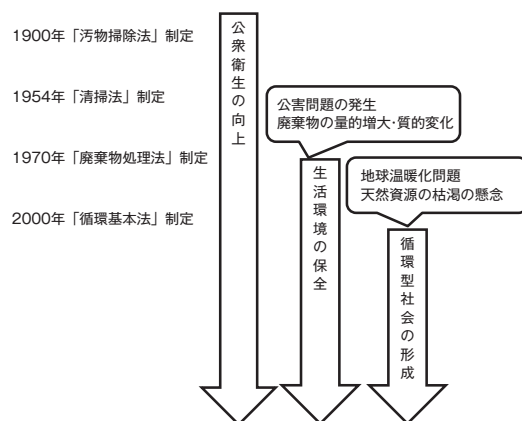 1900年「汚物掃除法」制定
1954年「清掃法」制定
1970年「廃棄物処理法」制定
2000年「循環基本法」制定
公衆衛生の向上
公害問題の発生
廃棄物の量的増大・質的変化
生活環境の保全
地球温暖化問題
天然資源の枯渇の懸念
循環型社会の形成